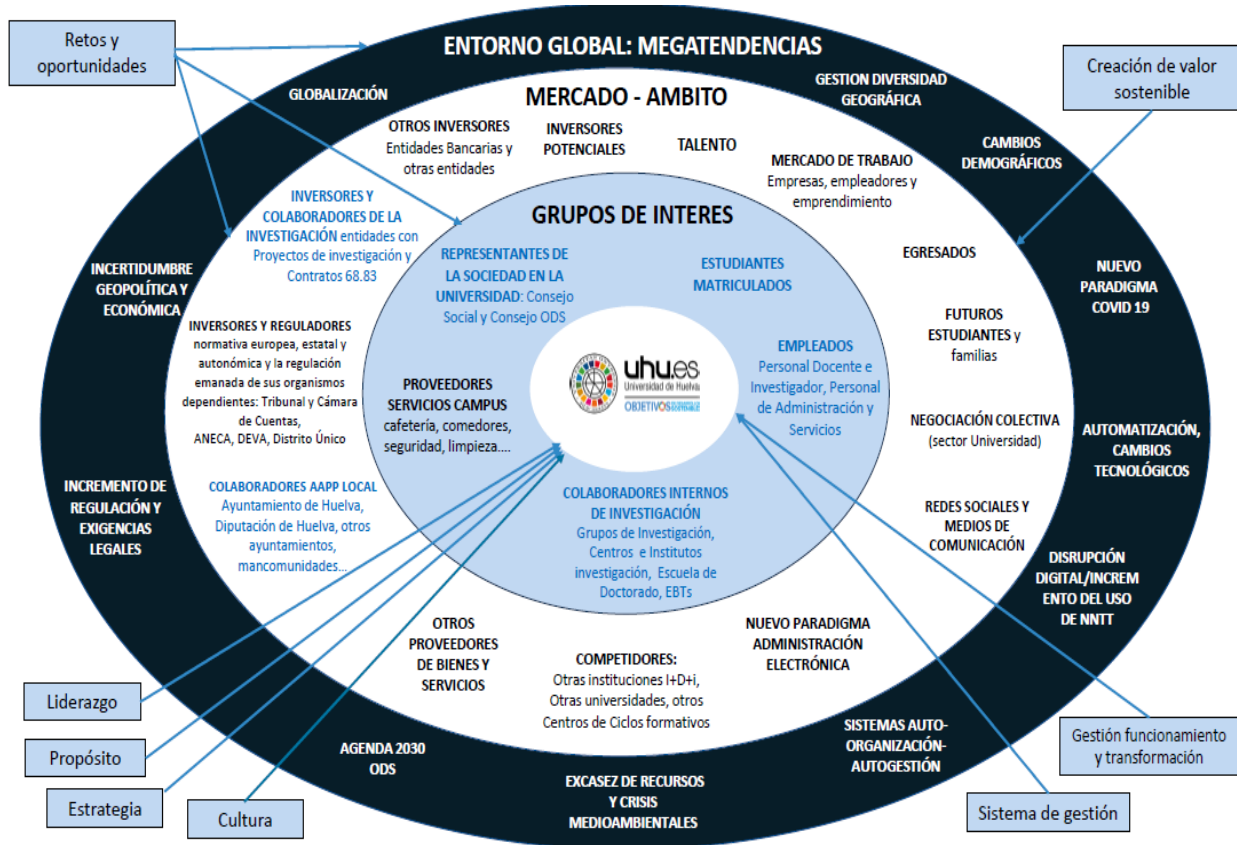 Retos y
oportunidades
ENTORNO GLOBAL: MEGATENDENCIAS
Creación de valor
sostenible
GLOBALIZACIÓN
GESTION DIVERSIDAD
GEOGRÁFICA
CAMBIOS
DEMOGRÁFICOS
NUEVO
PARADIGMA
COVID 19
AUTOMATIZACIÓN,
CAMBIOS
TECNOLÓGICOS
DISRUPCIÓN
DIGITAL/INCREM
ENTO DEL USO
DE NNTT
SISTEMAS AUTO-
ORGANIZACIÓN-
AUTOGESTIÓN
EXCASEZ DE RECURSOS
Y CRISIS
MEDIOAMBIENTALES
AGENDA 2030
ODS
INCREMENTO DE
REGULACIÓN Y
EXIGENCIAS
LEGALES
INCERTIDUMBRE
GEOPOLÍTICA Y
ECONÓMICA
MERCADO - AMBITO
OTROS INVERSORES
Entidades Bancarias y
otras entidades
INVERSORES
POTENCIALES
TALENTO
MERCADO DE TRABAJO
Empresas, empleadores y
emprendimiento
EGRESADOS
FUTUROS
ESTUDIANTES y
familias
NEGOCIACIÓN COLECTIVA
(sector Universidad)
REDES SOCIALES Y
MEDIOS DE
COMUNICACIÓN
NUEVO PARADIGMA
ADMINISTRACIÓN
ELECTRÓNICA
COMPETIDORES:
Otras instituciones I+D+i,
Otras universidades, otros
Centros de Ciclos formativos
OTROS
PROVEEDORES
DE BIENES Y
SERVICIOS
COLABORADORES AAPP LOCAL
Ayuntamiento de Huelva,
Diputación de Huelva, otros
ayuntamientos,
mancomunidades...
INVERSORES Y REGULADORES
normativa europea, estatal y
autonómica y la regulación
emanada de sus organismos
dependientes: Tribunal y Cámara
de Cuentas,
ANECA, DEVA, Distrito Único
INVERSORES Y
COLABORADORES DE LA
INVESTIGACIÓN entidades con
Proyectos de investigación y
Contratos 68.83
GRUPOS DE INTERES
REPRESENTANTES DE
LA SOCIEDAD EN LA
UNIVERSIDAD: Consejo
Social y Consejo ODS
ESTUDIANTES
MATRICULADOS
EMPLEADOS
Personal Docente e
Investigador, Personal
de Administración y
Servicios
COLABORADORES INTERNOS
DE INVESTIGACIÓN
Grupos de Investigación,
Centros e Institutos
investigación, Escuela de
Doctorado, EBTs
PROVEEDORES
SERVICIOS CAMPUS
cafetería, comedores,
seguridad, limpieza....
uhu.es
Universidad de Huelva
OBJETIVOS
Liderazgo
Propósito
Estrategia
Cultura
Sistema de gestión
Gestión funcionamiento
y transformación